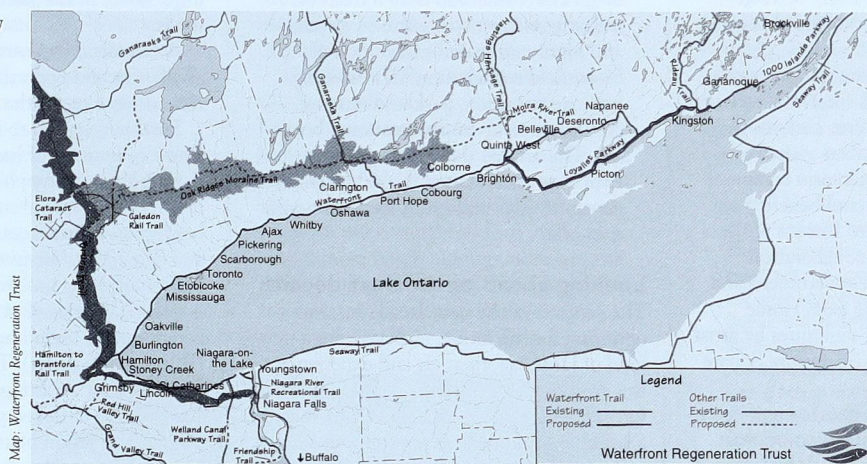 Map: Waterfront Regeneration Trust
Ganaraska Trail
Ganaraska Trail
Hastings Heritage Trail
Rideau Trail
Brockville
1000 Islands Parkway
Gananoque
Seaway Trail
Kingston
Moira River Trail
Napanee
Deseronto
Belleville
Quinte West
Loyalist Parkway
Picton
Brighton
Colborne
Cobourg
Port Hope
Clarington
Waterfront Trail
Oshawa
Whitby
Ajax
Pickering
Scarborough
Toronto
Etobicoke
Mississauga
Oakville
Burlington
Hamilton
Stoney Creek
Oak Ridges Moraine Trail
Elora
Cataract
Trail
Caledon
Rail Trail
Lake Ontario
Hamilton to
Brantford
Rail Trail
Grimsby
Lincoln
St Catharines
Niagara-on-
the Lake
Youngstown
Seaway Trail
Niagara River
Recreational Trail
Niagara Falls
Red Hill
Valley Trail
Grand Valley Trail
Welland Canal
Parkway Trail
Friendship
Trail
↓Buffalo
Legend
Waterfront Trail Other Trails
Existing Existing
Proposed Proposed
Waterfront Regeneration Trust